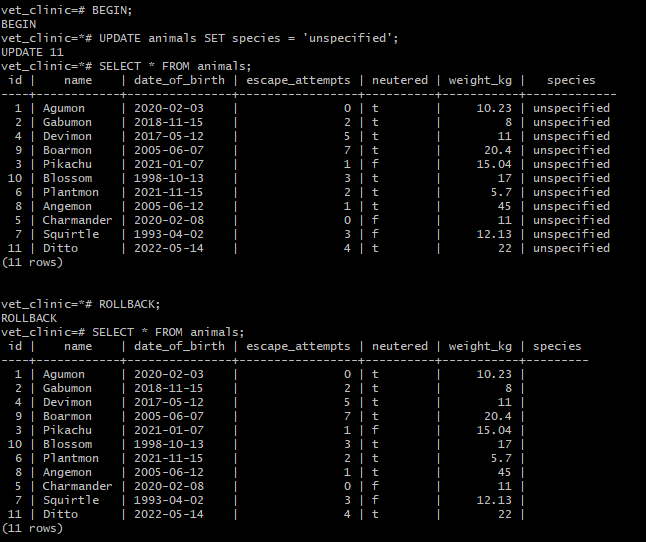 vet_clinic=# BEGIN;
BEGIN
vet_clinic=*# UPDATE animals SET species = 'unspecified';
UPDATE 11
vet_clinic=*# SELECT * FROM animals;
 id |    name    | date_of_birth | escape_attempts | neutered | weight_kg |   species
----+------------+---------------+-----------------+----------+-----------+-------------
  1 | Agumon     | 2020-02-03    |               0 | t        |     10.23 | unspecified
  2 | Gabumon    | 2018-11-15    |               2 | t        |         8 | unspecified
  4 | Devimon    | 2017-05-12    |               5 | t        |        11 | unspecified
  9 | Boarmon    | 2005-06-07    |               7 | t        |      20.4 | unspecified
  3 | Pikachu    | 2021-01-07    |               1 | f        |     15.04 | unspecified
 10 | Blossom    | 1998-10-13    |               3 | t        |        17 | unspecified
  6 | Plantmon   | 2021-11-15    |               2 | t        |       5.7 | unspecified
  8 | Angemon    | 2005-06-12    |               1 | t        |        45 | unspecified
  5 | Charmander | 2020-02-08    |               0 | f        |        11 | unspecified
  7 | Squirtle   | 1993-04-02    |               3 | f        |     12.13 | unspecified
 11 | Ditto      | 2022-05-14    |               4 | t        |        22 | unspecified
(11 rows)
vet_clinic=*# ROLLBACK;
ROLLBACK
vet_clinic=# SELECT * FROM animals;
 id |    name    | date_of_birth | escape_attempts | neutered | weight_kg | species
----+------------+---------------+-----------------+----------+-----------+---------
  1 | Agumon     | 2020-02-03    |               0 | t        |     10.23 |
  2 | Gabumon    | 2018-11-15    |               2 | t        |         8 |
  4 | Devimon    | 2017-05-12    |               5 | t        |        11 |
  9 | Boarmon    | 2005-06-07    |               7 | t        |      20.4 |
  3 | Pikachu    | 2021-01-07    |               1 | f        |     15.04 |
 10 | Blossom    | 1998-10-13    |               3 | t        |        17 |
  6 | Plantmon   | 2021-11-15    |               2 | t        |       5.7 |
  8 | Angemon    | 2005-06-12    |               1 | t        |        45 |
  5 | Charmander | 2020-02-08    |               0 | f        |        11 |
  7 | Squirtle   | 1993-04-02    |               3 | f        |     12.13 |
 11 | Ditto      | 2022-05-14    |               4 | t        |        22 |
(11 rows)